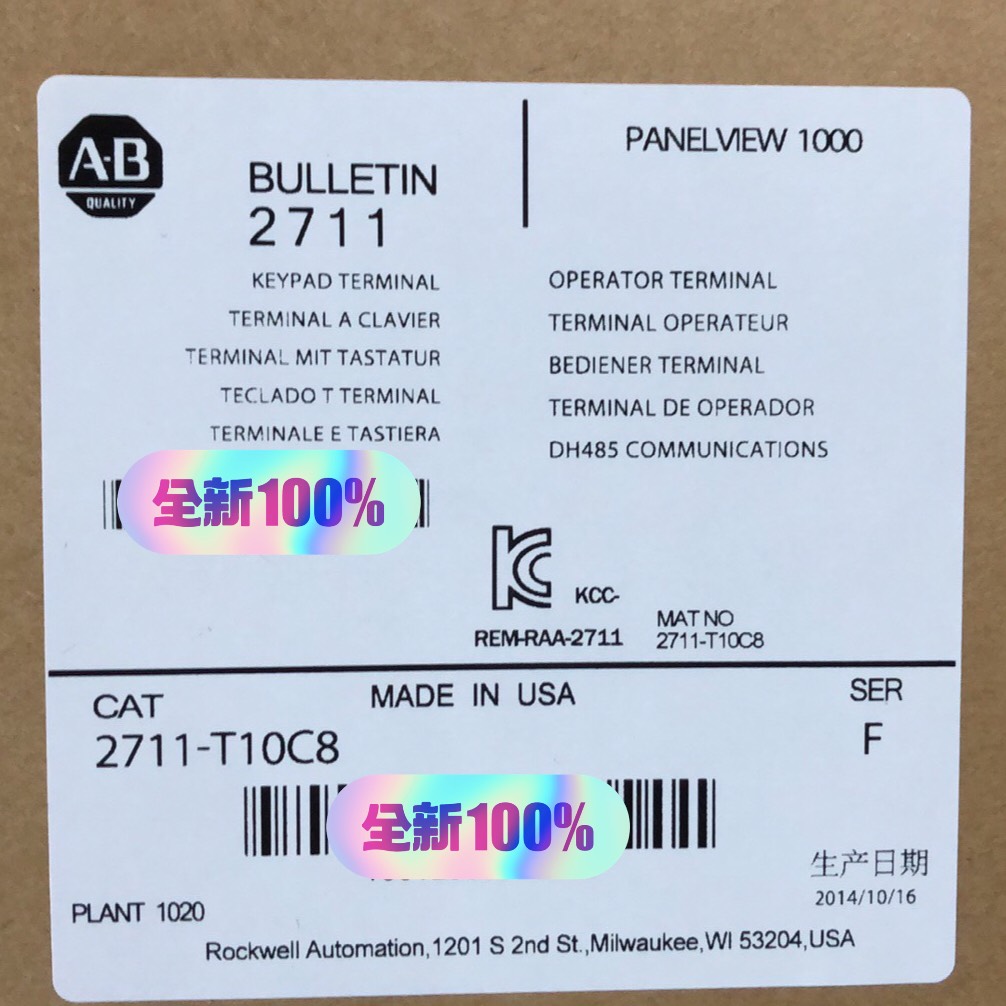 A·B
QUALITY
BULLETIN
2711
PANELVIEW 1000
KEYPAD TERMINAL
TERMINAL A CLAVIER
TERMINAL MIT TASTATUR
TECLADO T TERMINAL
TERMINALE E TASTIERA
OPERATOR TERMINAL
TERMINAL OPERATEUR
BEDIENER TERMINAL
TERMINAL DE OPERADOR
DH485 COMMUNICATIONS
全新100%
KCC-
REM-RAA-2711
MAT NO
2711-T10C8
CAT
2711-T10C8
MADE IN USA
SER
F
全新100%
生产日期
2014/10/16
PLANT 1020
Rockwell Automation,1201 S 2nd St.,Milwaukee,WI 53204,USA